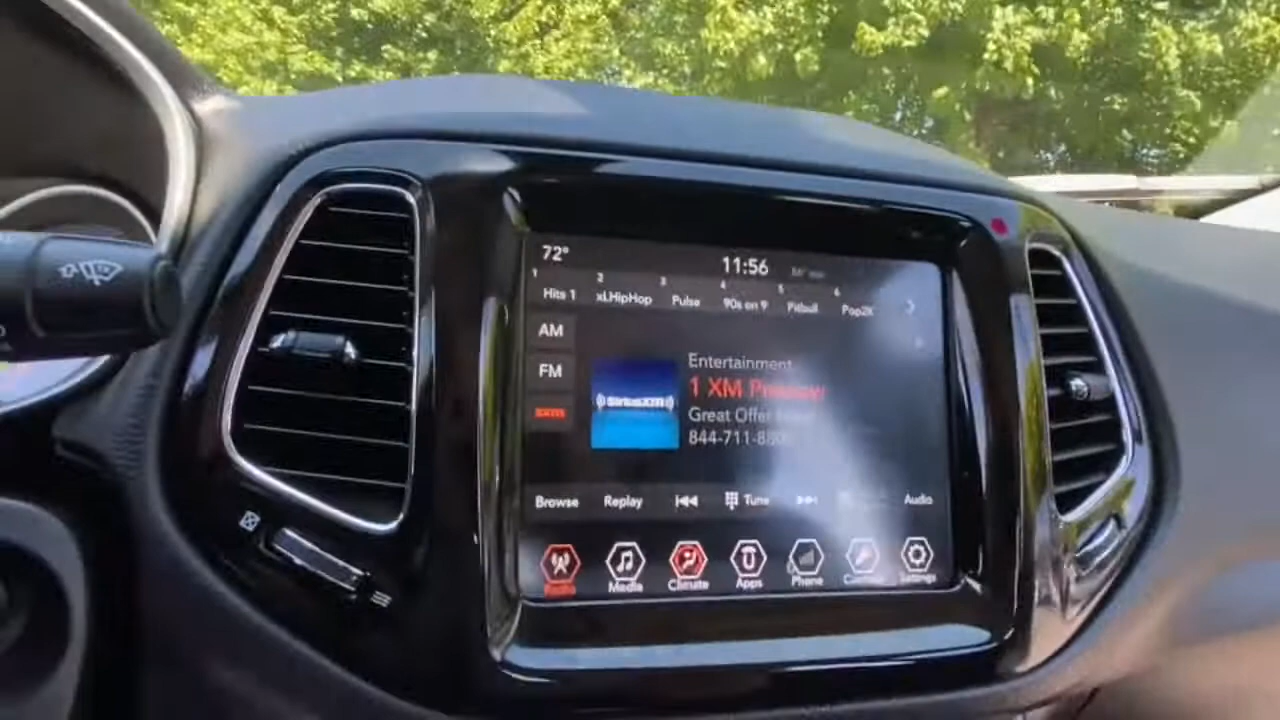 72°
11:56
1 2 3 4 5 6
Hits 1 xLHipHop Pulse 90s on 9 Pitbull Pop2K
AM
FM
sxm
Entertainment
((SiriusXM))
1 XM Preview
Great Offer
844-711-88
Browse Replay Tune Audio
Radio Media Climate Apps Phone Settings